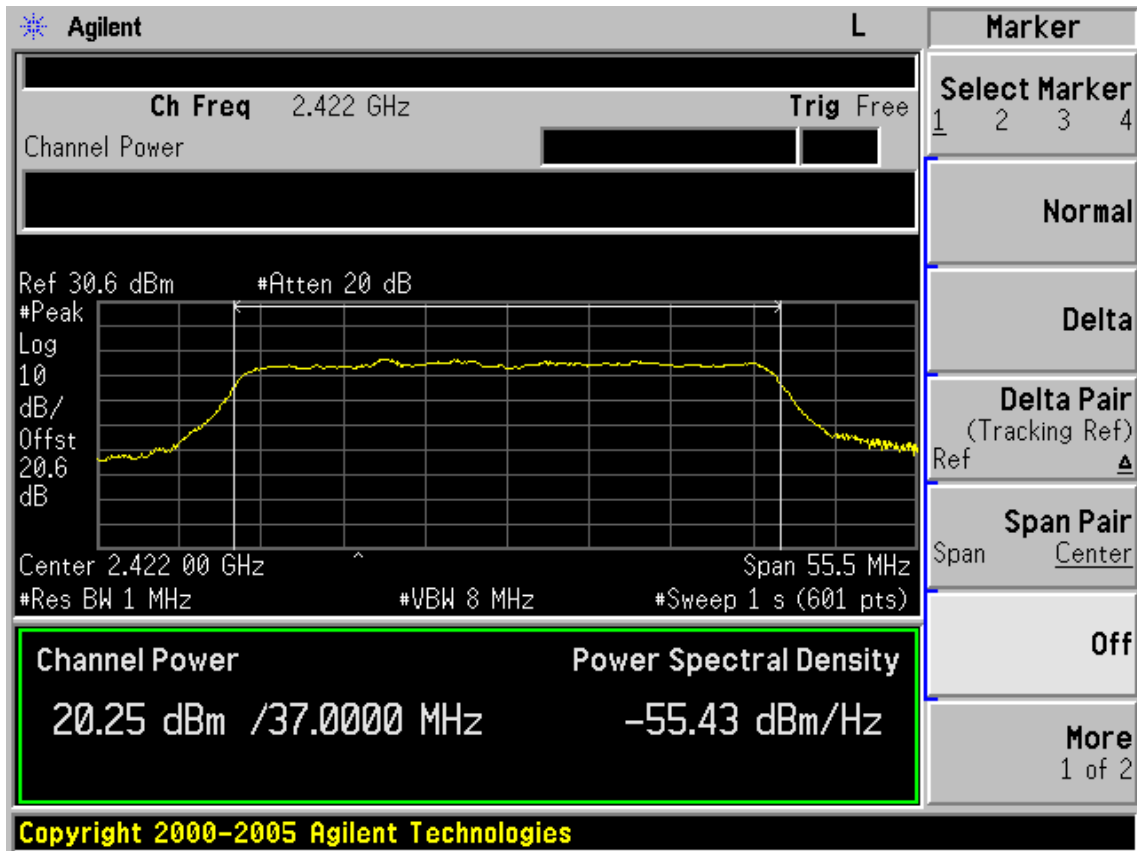 Agilent L
Ch Freq 2.422 GHz Trig Free
Channel Power
Ref 30.6 dBm #Atten 20 dB
#Peak
Log
10
dB/
Offst
20.6
dB
Center 2.422 00 GHz ^ Span 55.5 MHz
#Res BW 1 MHz #VBW 8 MHz #Sweep 1 s (601 pts)
Channel Power Power Spectral Density
20.25 dBm /37.0000 MHz -55.43 dBm/Hz
Copyright 2000-2005 Agilent Technologies
Marker
Select Marker
1 2 3 4
Normal
Delta
Delta Pair
(Tracking Ref)
Ref Δ
Span Pair
Span Center
Off
More
1 of 2